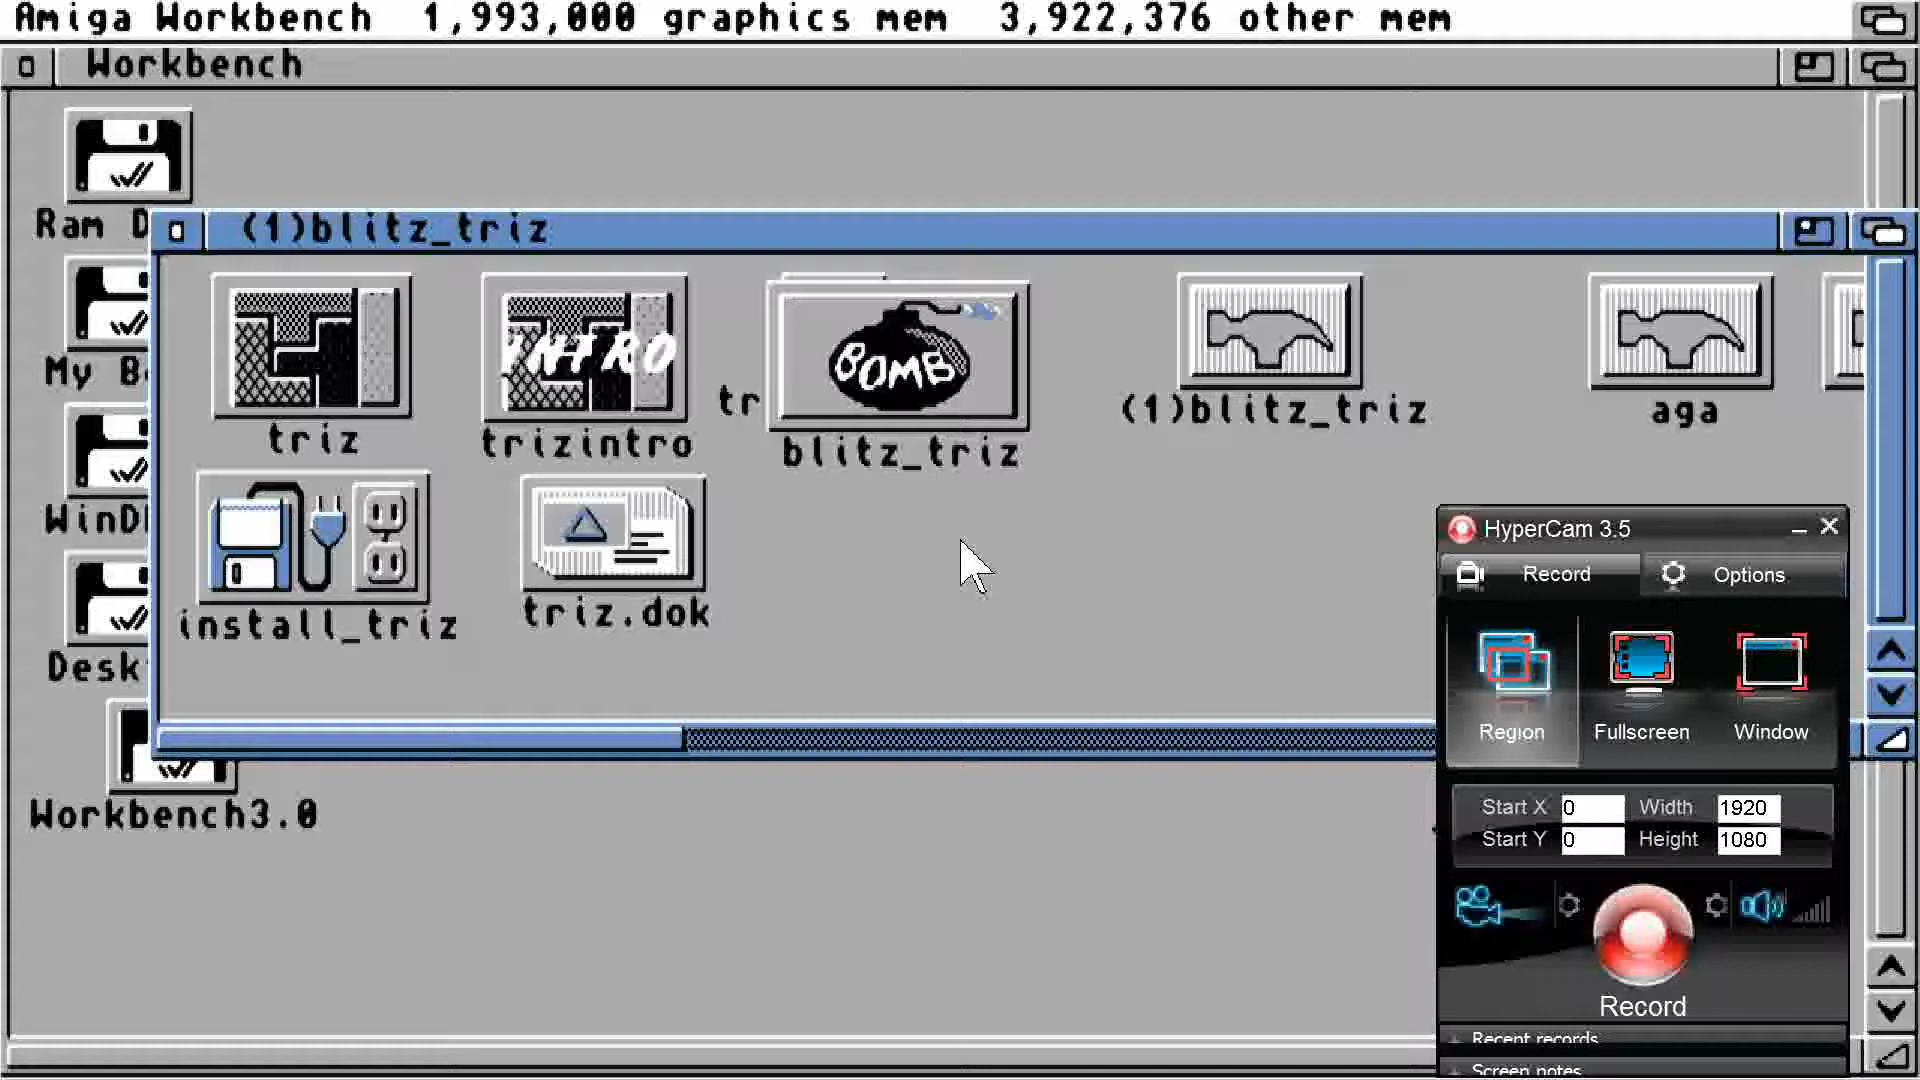 Amiga Workbench 1,993,000 graphics mem 3,922,376 other mem
Workbench
Ram D
(1)blitz_triz
My B
WinD
Desk
Workbench3.0
triz
INTRO
trizintro
tr
BOMB
blitz_triz
(1)blitz_triz
aga
install_triz
triz.dok
HyperCam 3.5
Record
Options
Region
Fullscreen
Window
Start X 0 Width 1920
Start Y 0 Height 1080
Record
Recent records
Screen notes